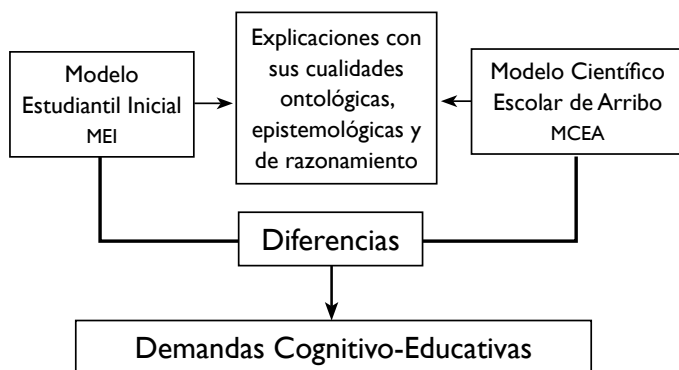 Modelo
Estudiantil Inicial
MEI
Explicaciones con
sus cualidades
ontológicas,
epistemológicas y
de razonamiento
Modelo Científico
Escolar de Arribo
MCEA
Diferencias
Demandas Cognitivo-Educativas